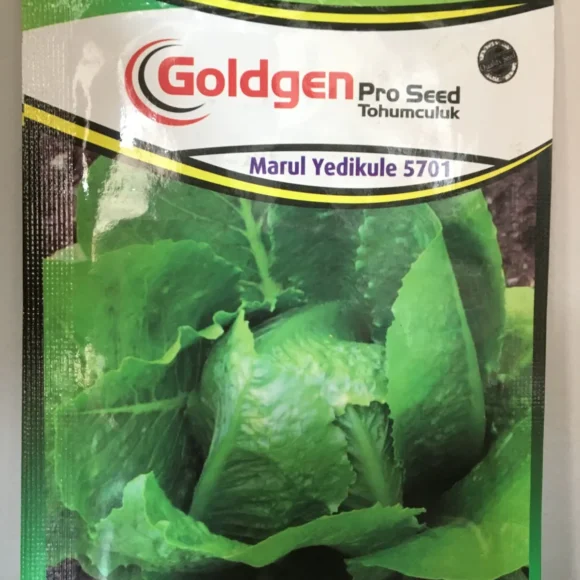 Goldgen Pro Seed
Tohumculuk
Marul Yedikule 5701